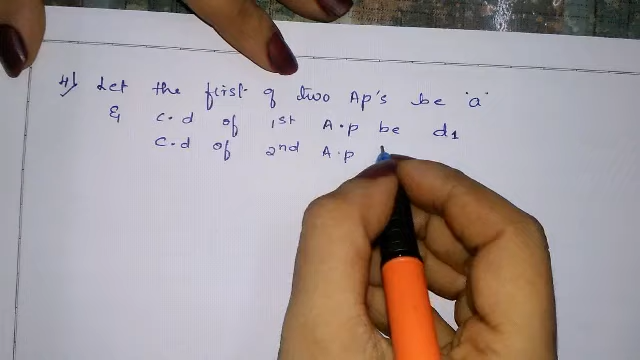 4) Let the first of two Ap's be 'a'
& c.d of 1st A.p be d1
c.d of 2nd A.p